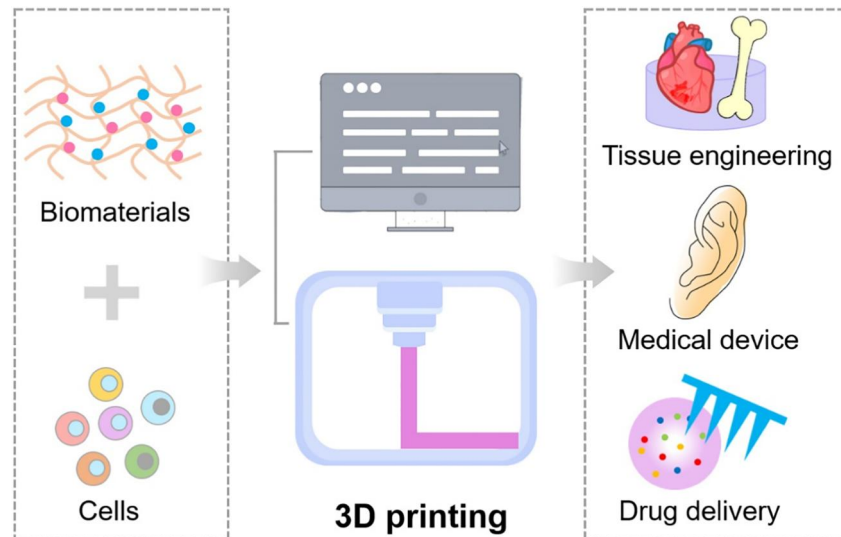 Biomaterials
Cells
3D printing
Tissue engineering
Medical device
Drug delivery